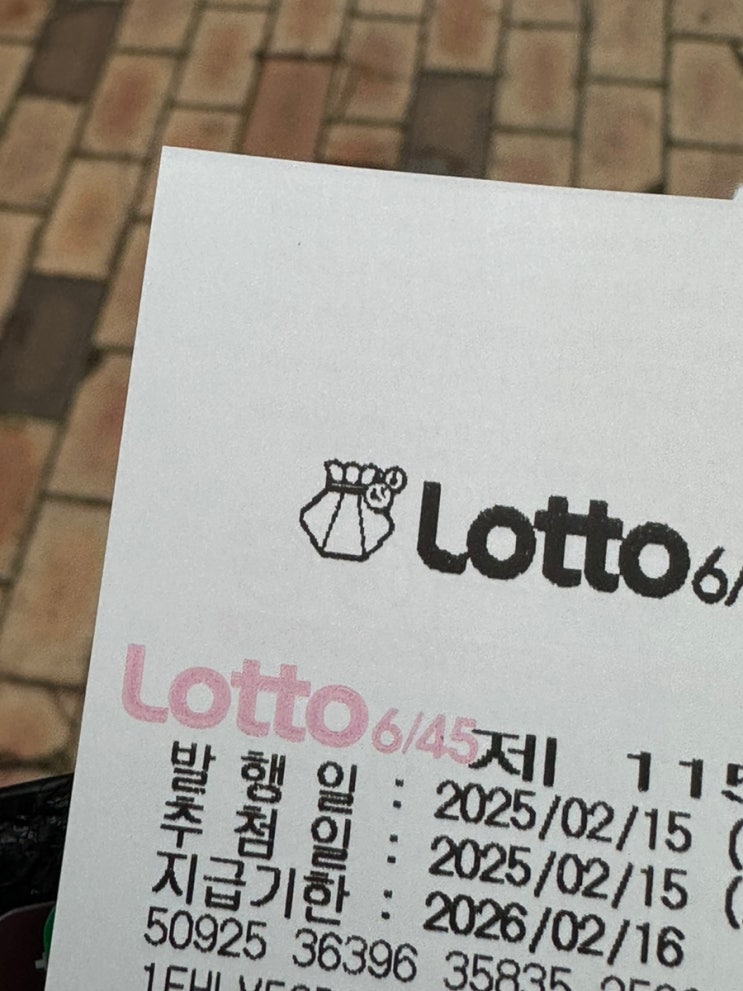 Lotto 6/
Lotto 6/45 제 115
발 행 일 : 2025/02/15 (
추 첨 일 : 2025/02/15 (
지급기한 : 2026/02/16
50925 36396 35835